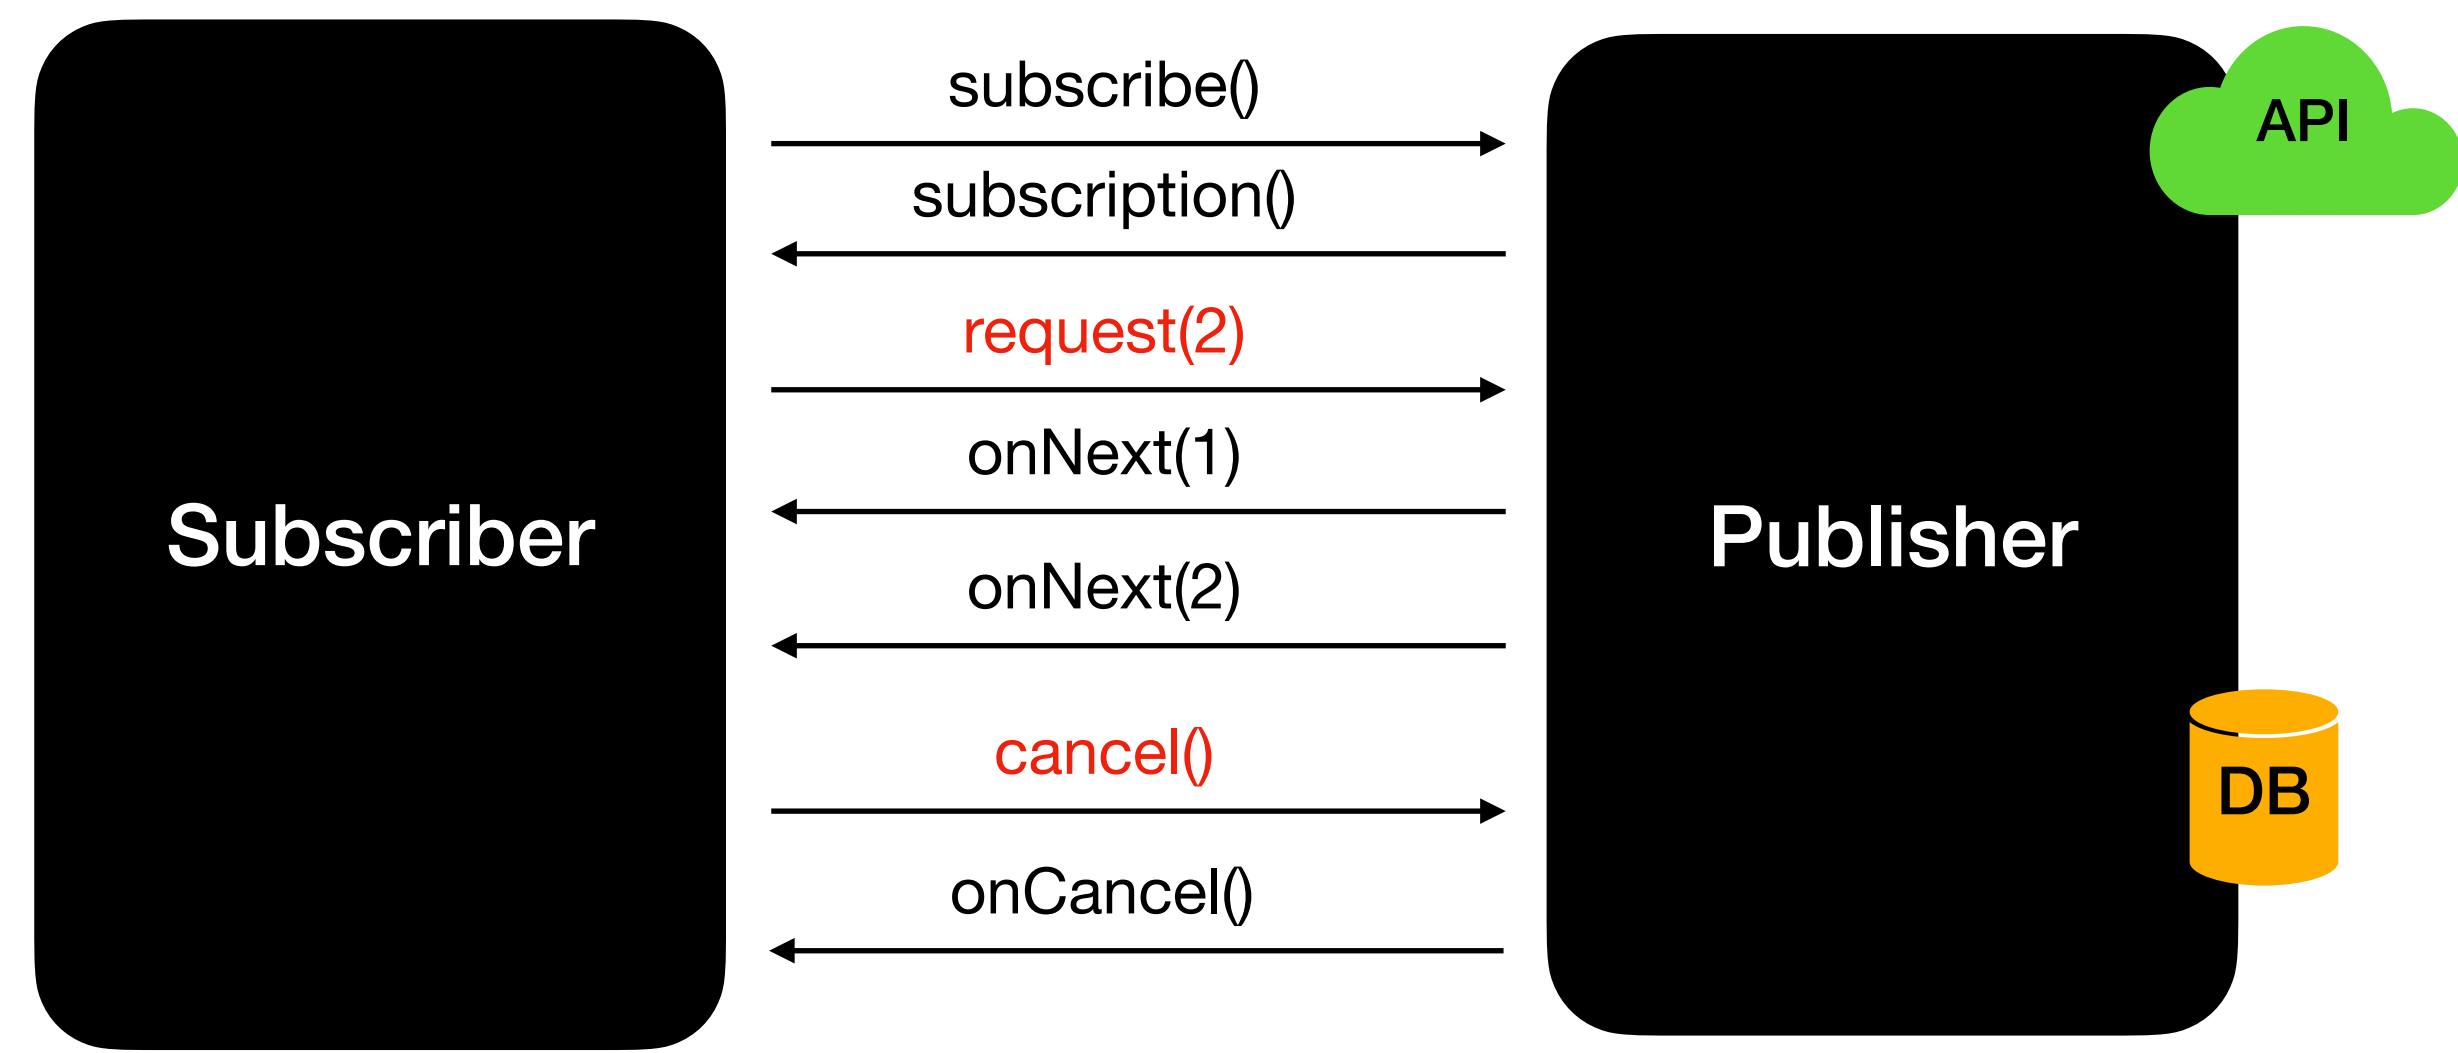 subscribe()
API
subscription()
request(2)
onNext(1)
Subscriber
Publisher
onNext(2)
cancel()
DB
onCancel()